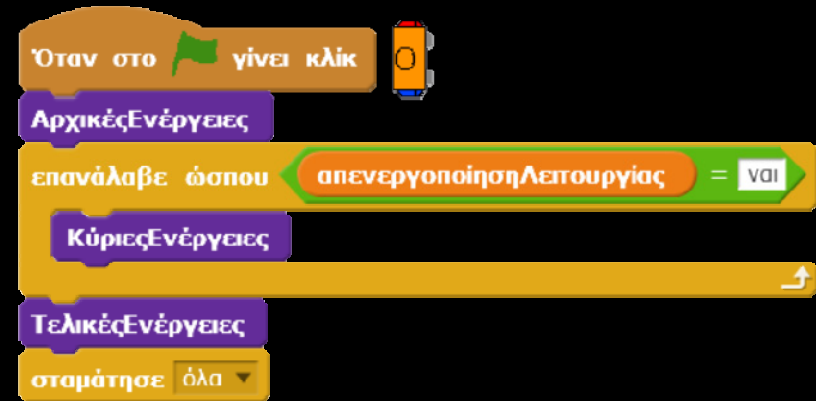 Όταν στο γίνει κλίκ
ΑρχικέςΕνέργειες
επανάλαβε ώσπου απενεργοποίησηΛειτουργίας = ναι
ΚύριεςΕνέργειες
ΤελικέςΕνέργειες
σταμάτησε όλα